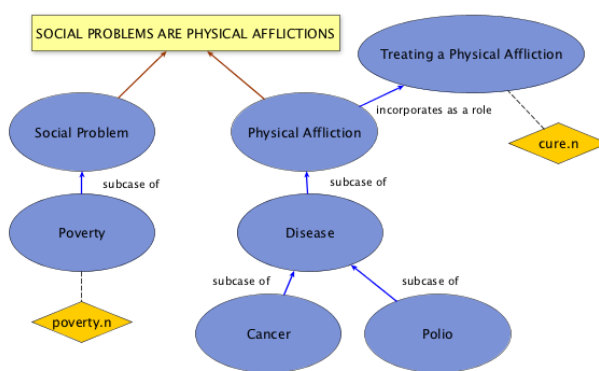 SOCIAL PROBLEMS ARE PHYSICAL AFFLICTIONS
Treating a Physical Affliction
incorporates as a role
Social Problem
Physical Affliction
cure.n
subcase of
subcase of
Poverty
Disease
subcase of
subcase of
poverty.n
Cancer
Polio